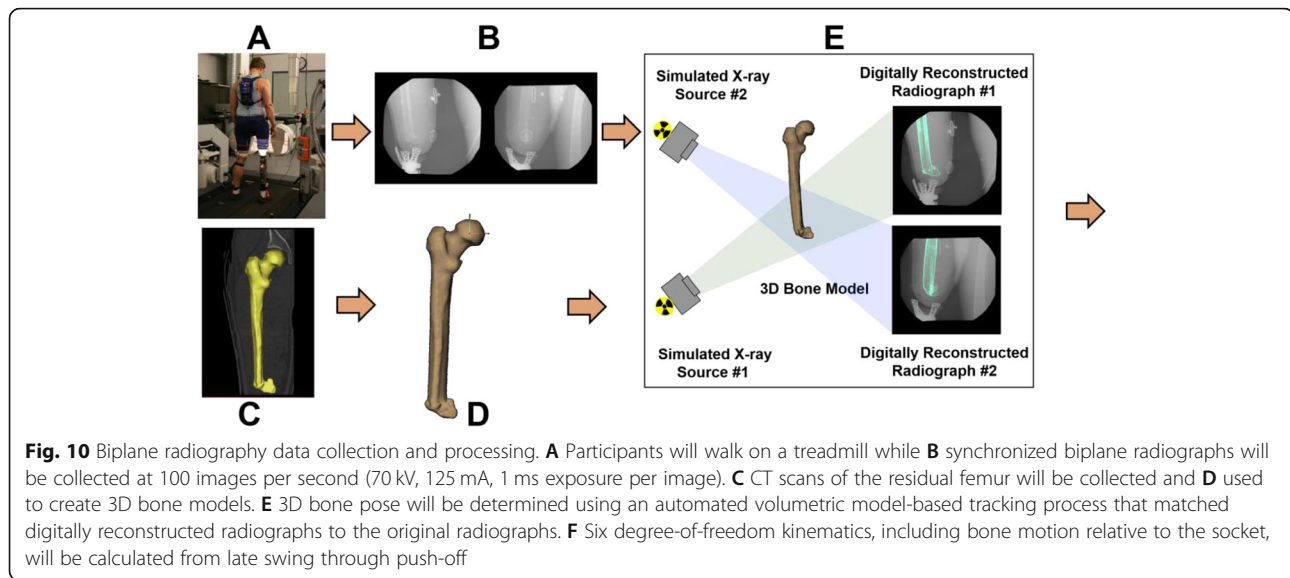 A
B
E
Simulated X-ray
Source #2
Digitally Reconstructed
Radiograph #1
3D Bone Model
Simulated X-ray
Source #1
Digitally Reconstructed
Radiograph #2
C
D
Fig. 10 Biplane radiography data collection and processing. A Participants will walk on a treadmill while B synchronized biplane radiographs will
be collected at 100 images per second (70 kV, 125 mA, 1 ms exposure per image). C CT scans of the residual femur will be collected and D used
to create 3D bone models. E 3D bone pose will be determined using an automated volumetric model-based tracking process that matched
digitally reconstructed radiographs to the original radiographs. F Six degree-of-freedom kinematics, including bone motion relative to the socket,
will be calculated from late swing through push-off